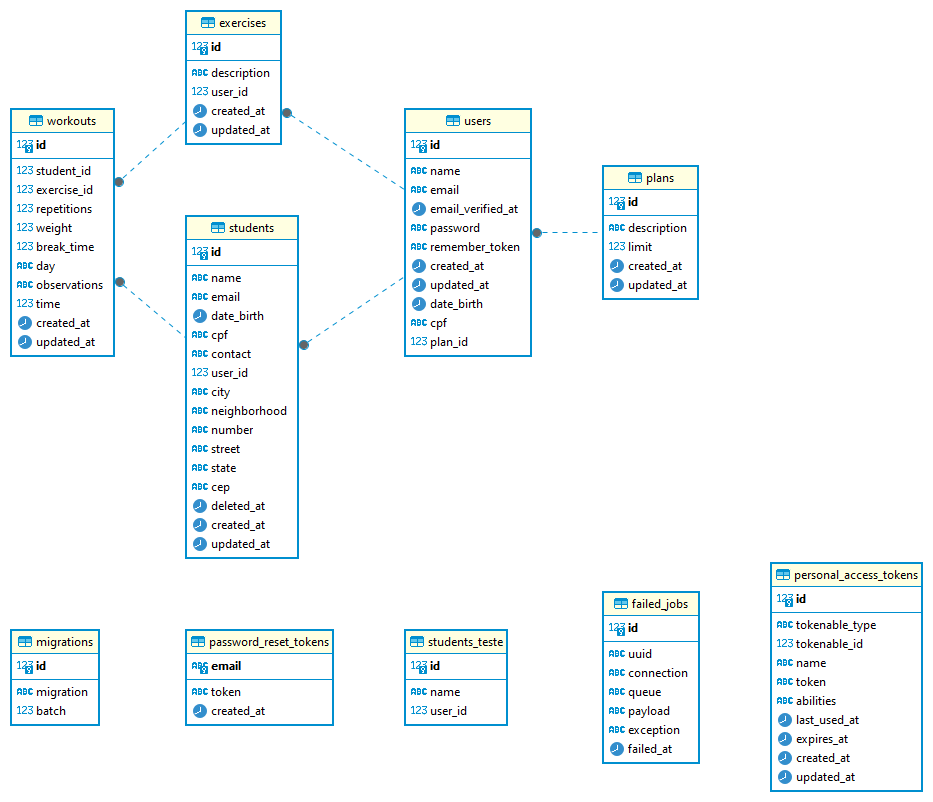 exercises
123 id
ABC description
123 user_id
created_at
updated_at
workouts
123 id
123 student_id
123 exercise_id
123 repetitions
123 weight
123 break_time
ABC day
ABC observations
123 time
created_at
updated_at
students
123 id
ABC name
ABC email
date_birth
ABC cpf
ABC contact
123 user_id
ABC city
ABC neighborhood
ABC number
ABC street
ABC state
ABC cep
deleted_at
created_at
updated_at
users
123 id
ABC name
ABC email
email_verified_at
ABC password
ABC remember_token
created_at
updated_at
date_birth
ABC cpf
123 plan_id
plans
123 id
ABC description
123 limit
created_at
updated_at
migrations
123 id
ABC migration
123 batch
password_reset_tokens
ABC email
ABC token
created_at
students_teste
123 id
ABC name
123 user_id
failed_jobs
123 id
ABC uuid
ABC connection
ABC queue
ABC payload
ABC exception
failed_at
personal_access_tokens
123 id
ABC tokenable_type
123 tokenable_id
ABC name
ABC token
ABC abilities
last_used_at
expires_at
created_at
updated_at